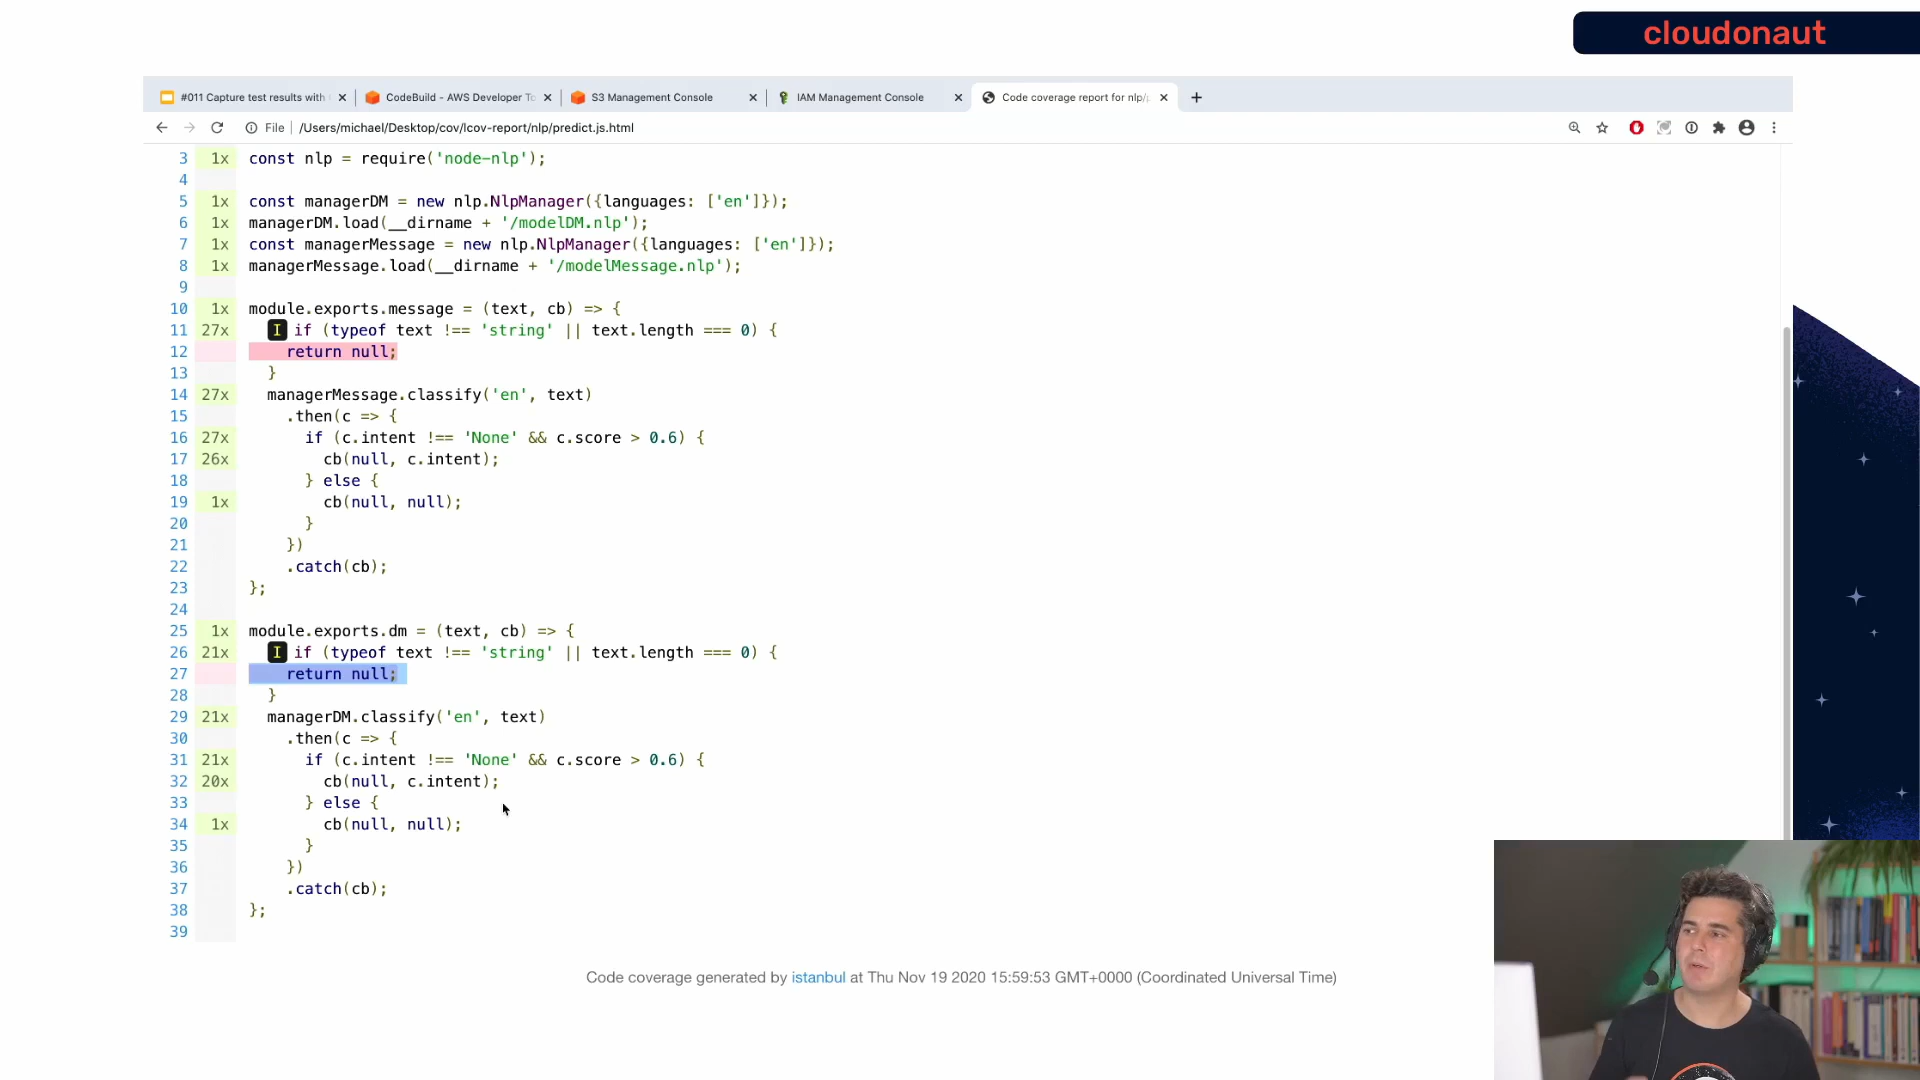 cloudonaut
#011 Capture test results with
CodeBuild - AWS Developer To
S3 Management Console
IAM Management Console
Code coverage report for nlp/
File
/Users/michael/Desktop/cov/lcov-report/nlp/predict.js.html
3 1x const nlp = require('node-nlp');
4
5 1x const managerDM = new nlp.NlpManager({languages: ['en']});
6 1x managerDM.load(__dirname + '/modelDM.nlp');
7 1x const managerMessage = new nlp.NlpManager({languages: ['en']});
8 1x managerMessage.load(__dirname + '/modelMessage.nlp');
9
10 1x module.exports.message = (text, cb) => {
11 27x I if (typeof text !== 'string' || text.length === 0) {
12 return null;
13 }
14 27x managerMessage.classify('en', text)
15 .then(c => {
16 27x if (c.intent !== 'None' && c.score > 0.6) {
17 26x cb(null, c.intent);
18 } else {
19 1x cb(null, null);
20 }
21 })
22 .catch(cb);
23 };
24
25 1x module.exports.dm = (text, cb) => {
26 21x I if (typeof text !== 'string' || text.length === 0) {
27 return null;
28 }
29 21x managerDM.classify('en', text)
30 .then(c => {
31 21x if (c.intent !== 'None' && c.score > 0.6) {
32 20x cb(null, c.intent);
33 } else {
34 1x cb(null, null);
35 }
36 })
37 .catch(cb);
38 };
39
Code coverage generated by istanbul at Thu Nov 19 2020 15:59:53 GMT+0000 (Coordinated Universal Time)